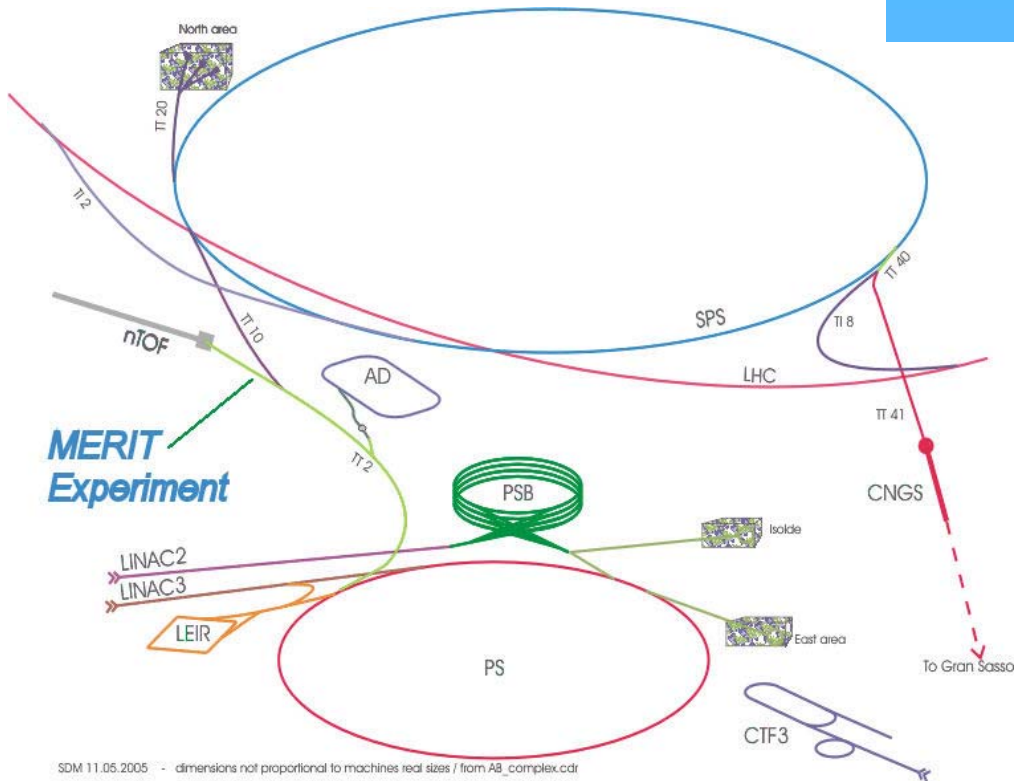 North area
TT 20
TI 2
TT 40
SPS
TI 8
nTOF
TT 10
AD
LHC
TT 41
MERIT
Experiment
TT 2
PSB
CNGS
Isolde
LINAC2
LINAC3
LEIR
East area
PS
To Gran Sasso
CTF3
SDM 11.05.2005 - dimensions not proportional to machines real sizes / from AB_complex.cdr